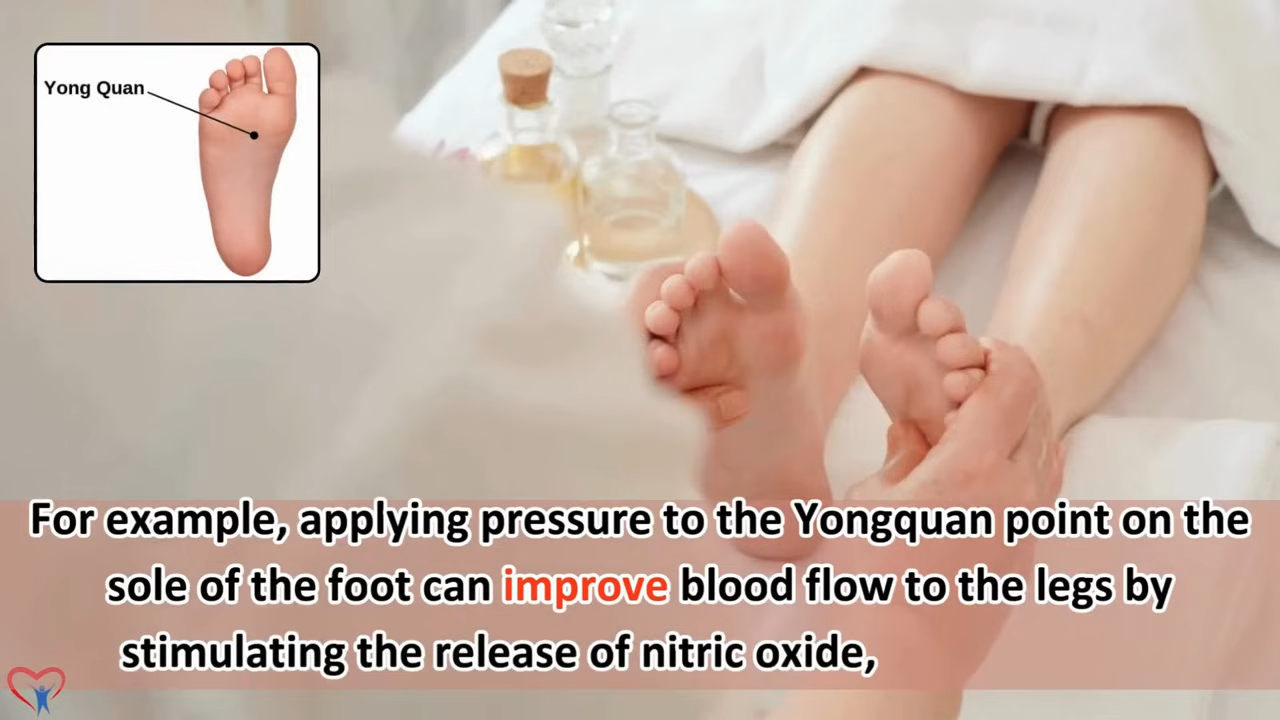 Yong Quan
For example, applying pressure to the Yongquan point on the
sole of the foot can improve blood flow to the legs by
stimulating the release of nitric oxide,